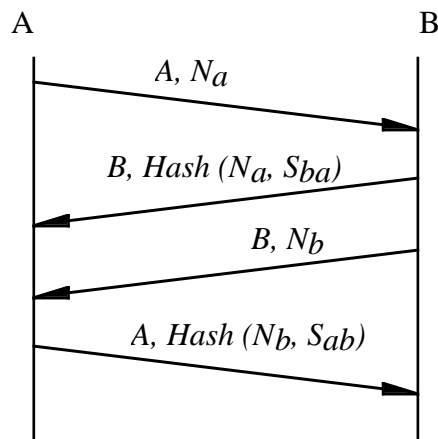 A B
A, Na
B, Hash (Na, Sba)
B, Nb
A, Hash (Nb, Sab)